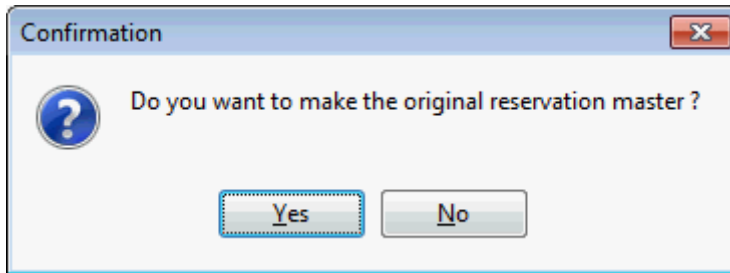 Confirmation
Do you want to make the original reservation master ?
Yes
No